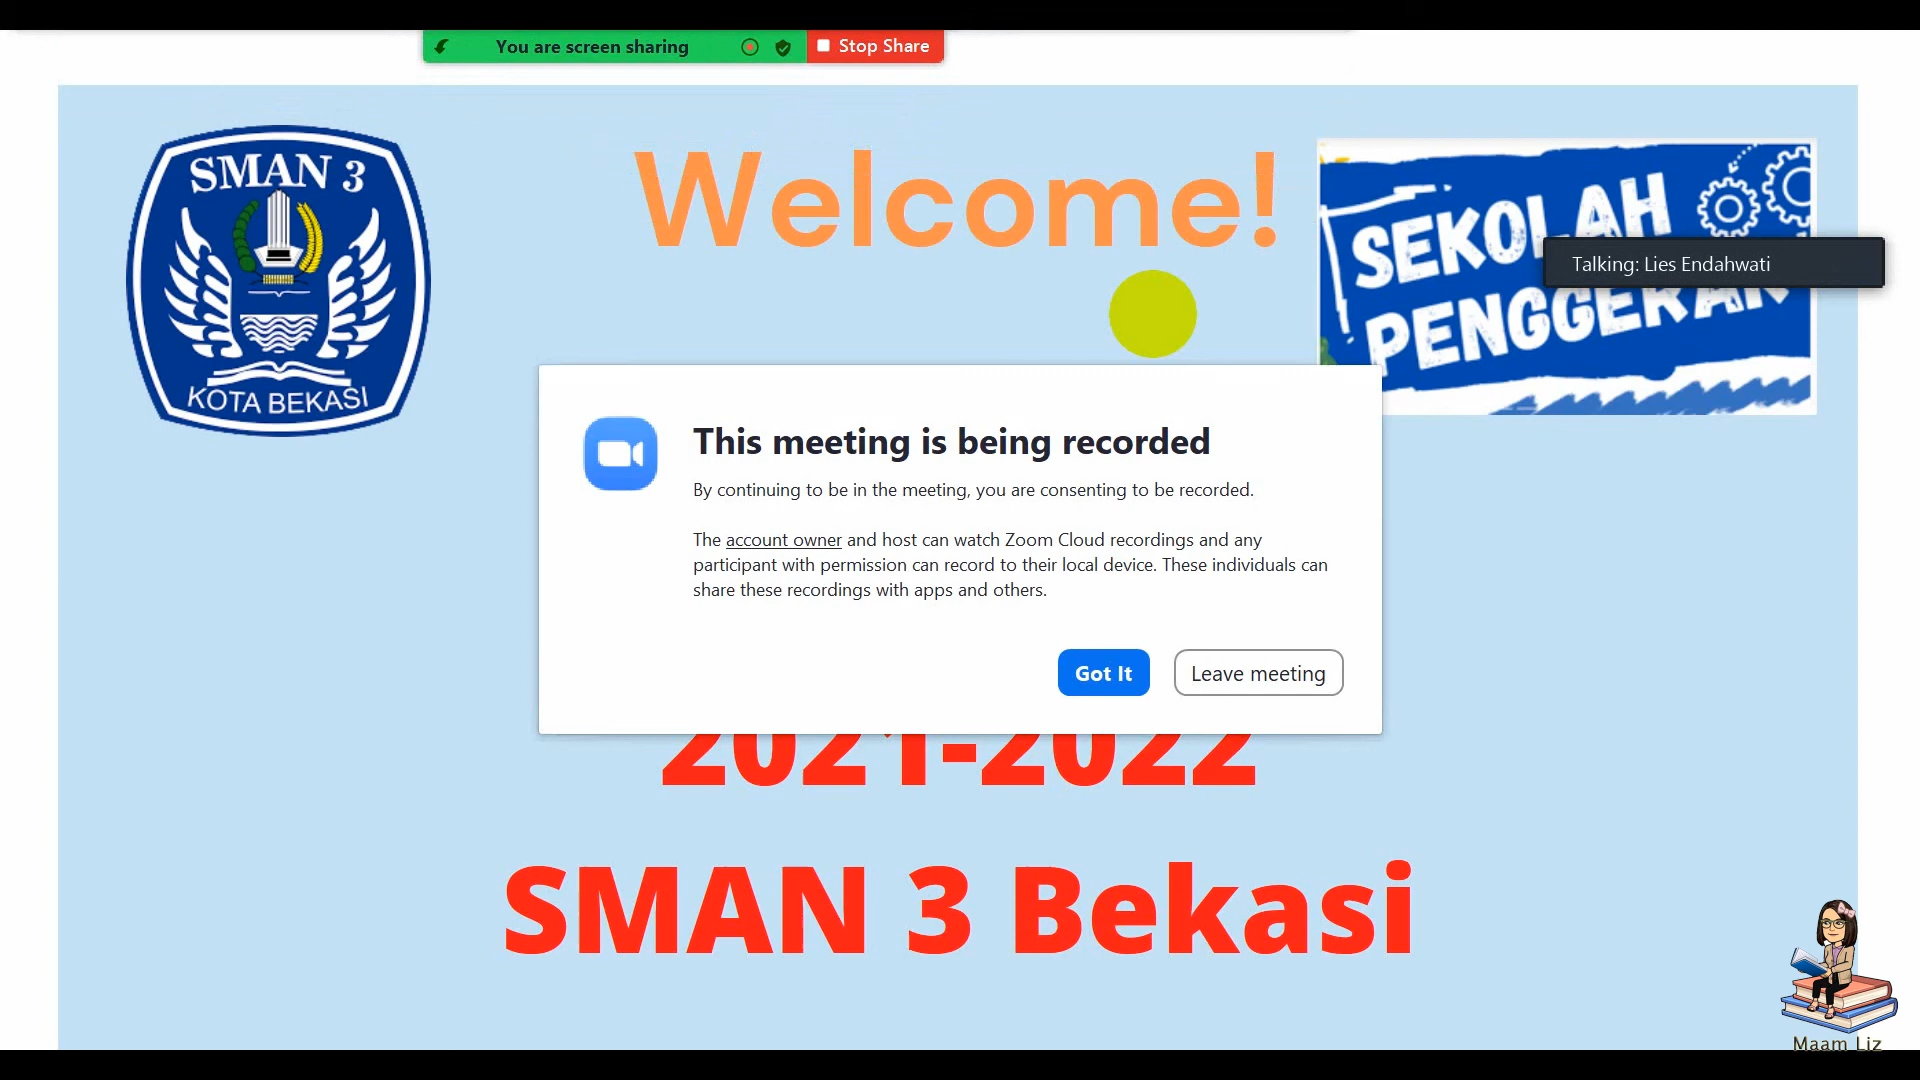 You are screen sharing
Stop Share
SMAN 3
KOTA BEKASI
Welcome!
SEKOLAH
PENGGERAK
Talking: Lies Endahwati
This meeting is being recorded
By continuing to be in the meeting, you are consenting to be recorded.
The account owner and host can watch Zoom Cloud recordings and any
participant with permission can record to their local device. These individuals can
share these recordings with apps and others.
Got It
Leave meeting
2021-2022
SMAN 3 Bekasi
Maam Liz